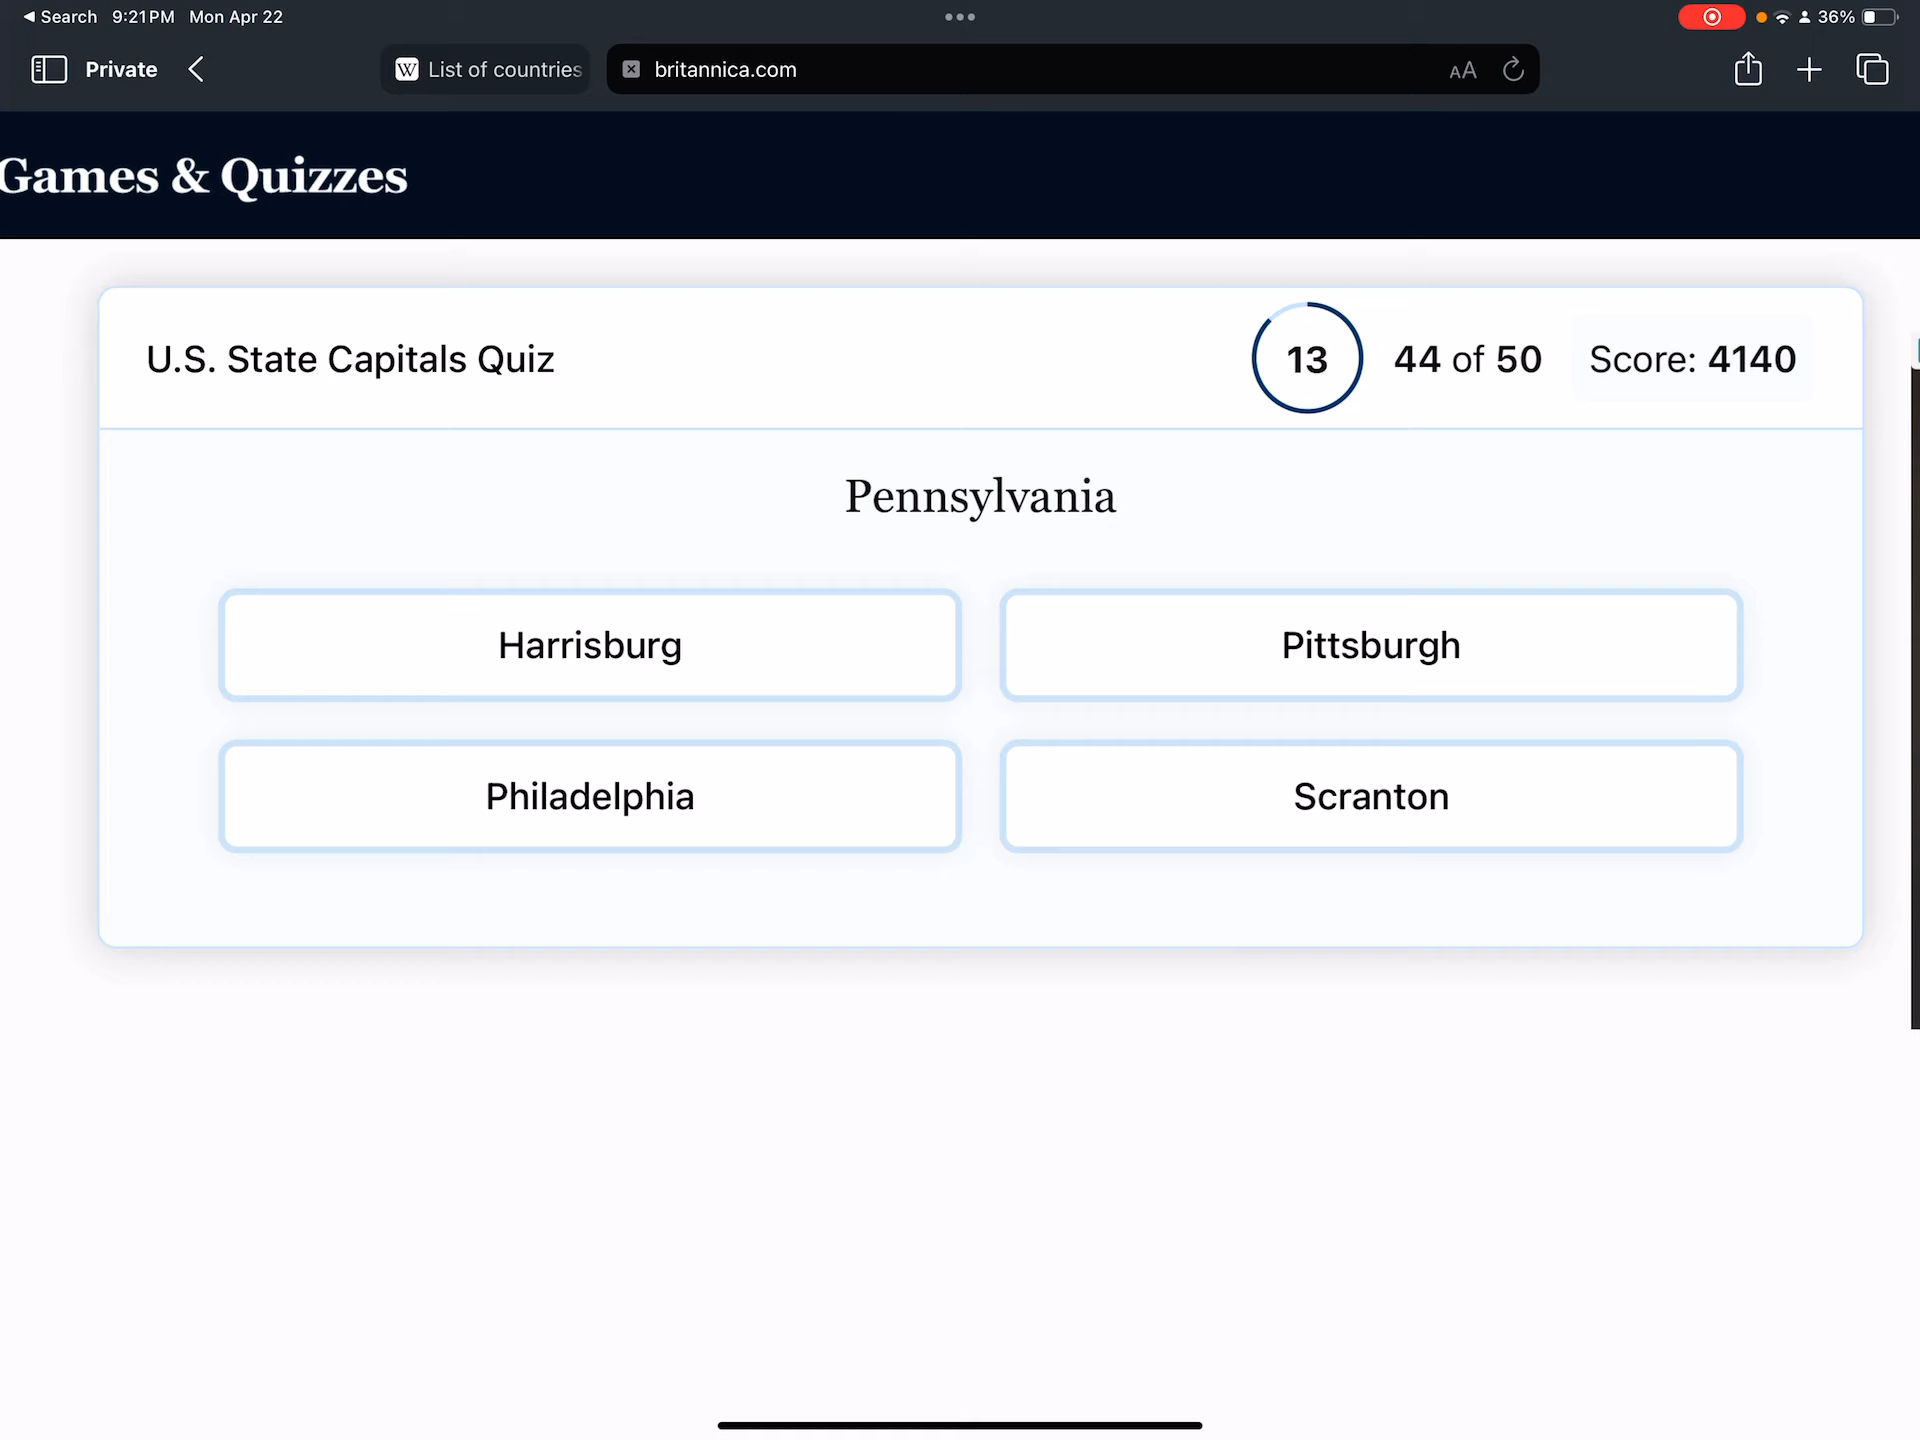 Search 9:21 PM Mon Apr 22
36%
Private
List of countries
britannica.com
AA
Games & Quizzes
U.S. State Capitals Quiz
13
44 of 50
Score: 4140
Pennsylvania
Harrisburg
Pittsburgh
Philadelphia
Scranton